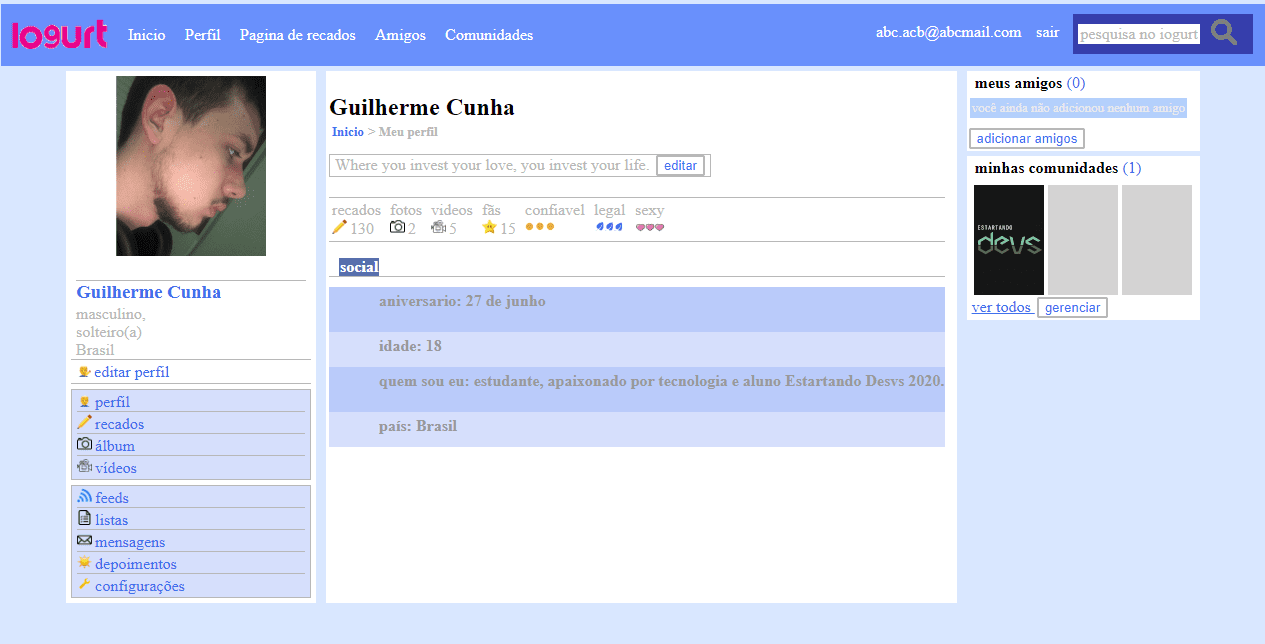 Iogurt Inicio Perfil Pagina de recados Amigos Comunidades abc.acb@abcmail.com sair pesquisa no iogurt
Guilherme Cunha
masculino,
solteiro(a)
Brasil
editar perfil
perfil
recados
álbum
vídeos
feeds
listas
mensagens
depoimentos
configurações
Guilherme Cunha
Inicio > Meu perfil
Where you invest your love, you invest your life. editar
recados fotos videos fãs confiavel legal sexy
130 2 5 15
social
aniversario: 27 de junho
idade: 18
quem sou eu: estudante, apaixonado por tecnologia e aluno Estartando Desvs 2020.
país: Brasil
meus amigos (0)
você ainda não adicionou nenhum amigo
adicionar amigos
minhas comunidades (1)
ESTARTANDO
devs
ver todos gerenciar